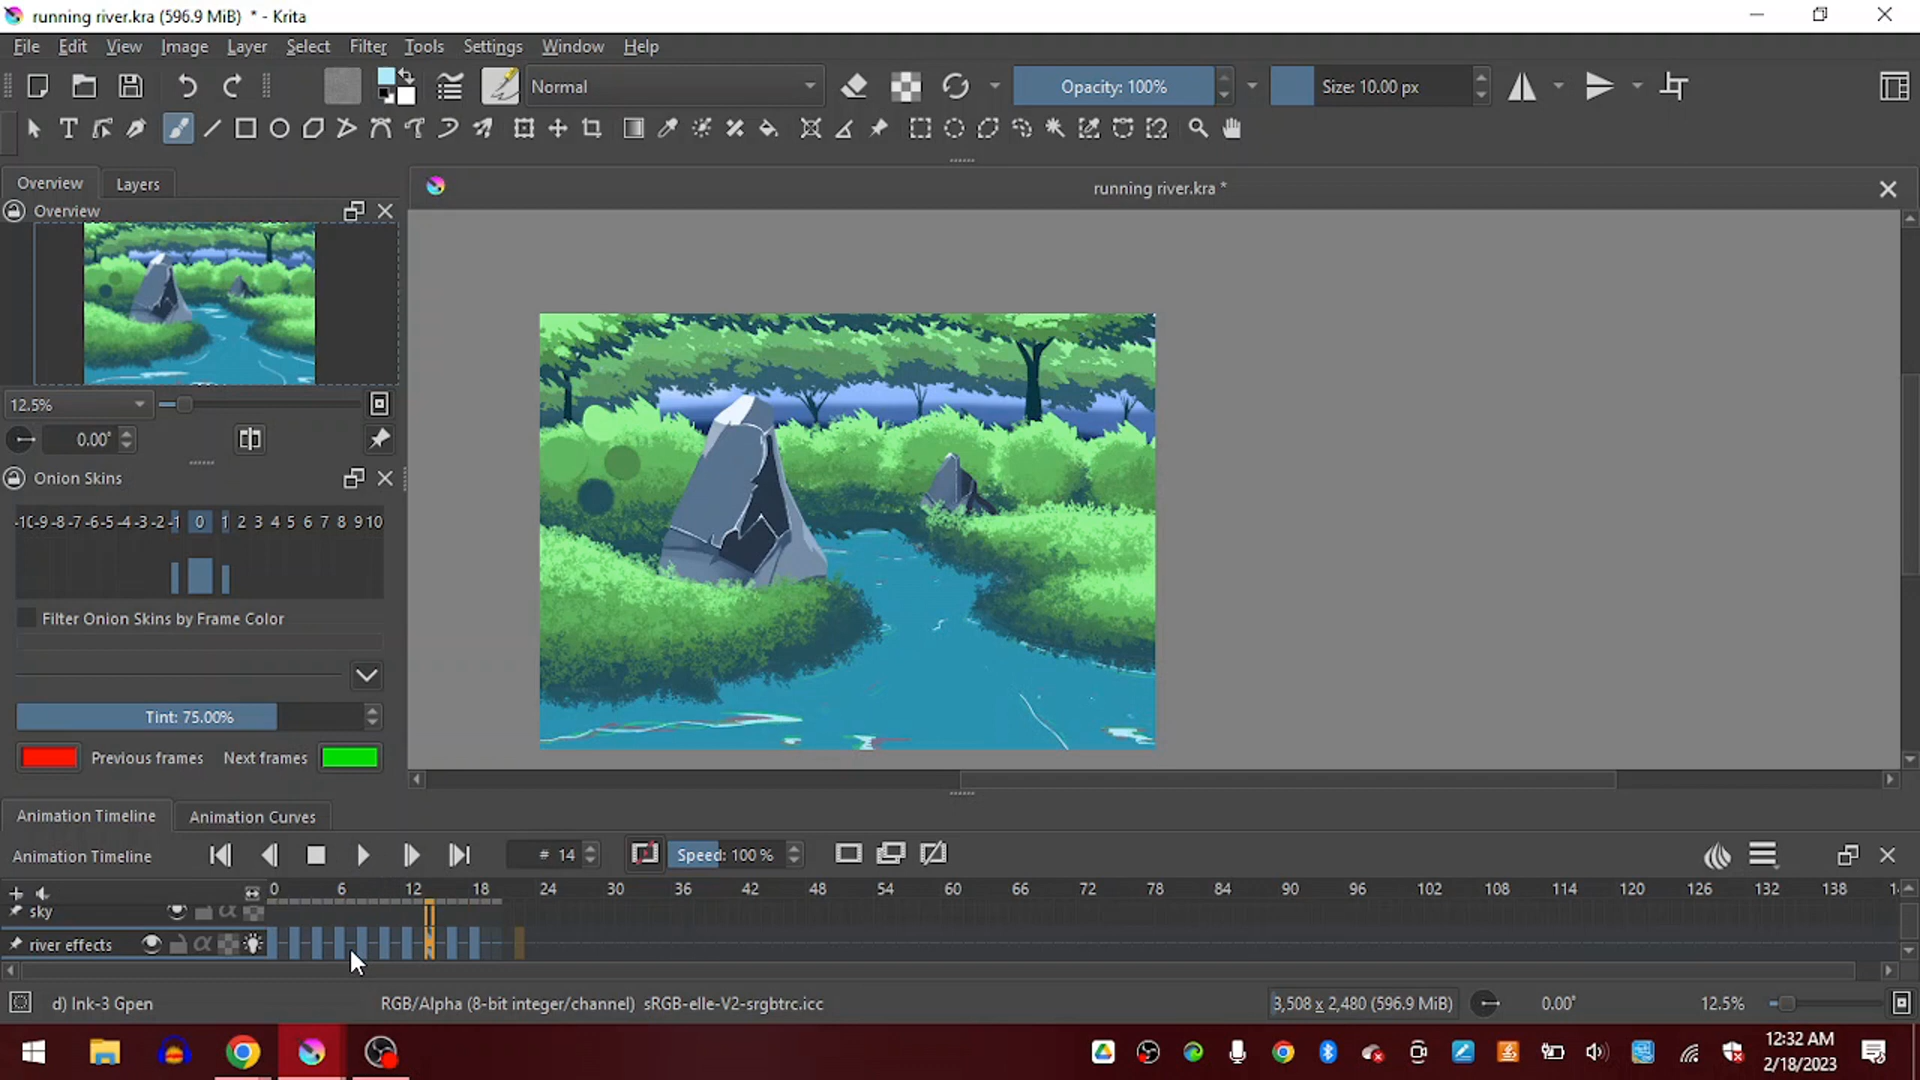 running river.kra (596.9 MiB) * - Krita
File Edit View Image Layer Select Filter Tools Settings Window Help
Normal Opacity: 100% Size: 10.00 px
Overview Layers
running river.kra *
Overview
12.5%
0.00°
Onion Skins
-10 -9 -8 -7 -6 -5 -4 -3 -2 -1 0 1 2 3 4 5 6 7 8 9 10
Filter Onion Skins by Frame Color
Tint: 75.00%
Previous frames Next frames
Animation Timeline Animation Curves
Animation Timeline # 14 Speed: 100 %
0 6 12 18 24 30 36 42 48 54 60 66 72 78 84 90 96 102 108 114 120 126 132 138
sky
river effects
d) Ink-3 Gpen RGB/Alpha (8-bit integer/channel) sRGB-elle-V2-srgbtrc.icc 3,508 x 2,480 (596.9 MiB) 0.00° 12.5%
12:32 AM
2/18/2023